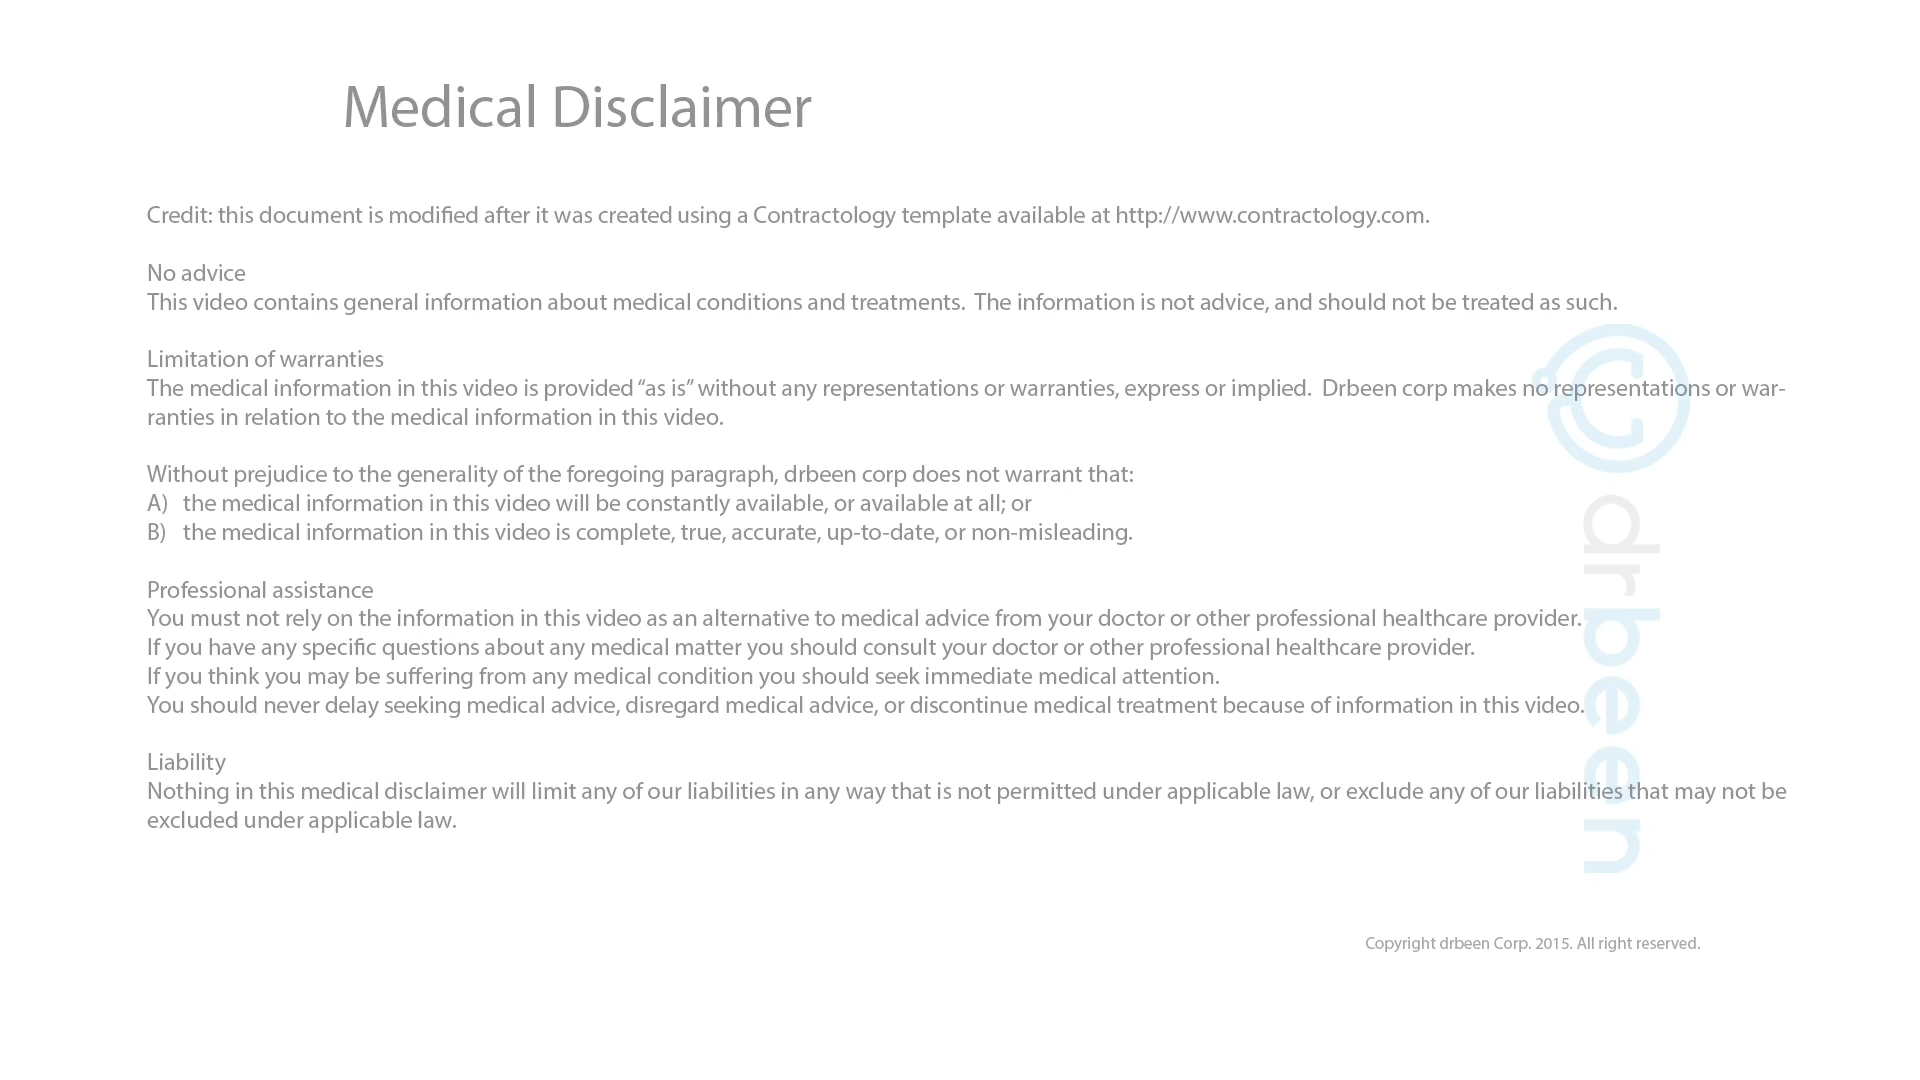 Medical Disclaimer
Credit: this document is modified after it was created using a Contractology template available at http://www.contractology.com.
No advice
This video contains general information about medical conditions and treatments.  The information is not advice, and should not be treated as such.
Limitation of warranties
The medical information in this video is provided “as is” without any representations or warranties, express or implied.  Drbeen corp makes no representations or war-
ranties in relation to the medical information in this video.
Without prejudice to the generality of the foregoing paragraph, drbeen corp does not warrant that:
A)  the medical information in this video will be constantly available, or available at all; or
B)  the medical information in this video is complete, true, accurate, up-to-date, or non-misleading.
Professional assistance
You must not rely on the information in this video as an alternative to medical advice from your doctor or other professional healthcare provider.
If you have any specific questions about any medical matter you should consult your doctor or other professional healthcare provider.
If you think you may be suffering from any medical condition you should seek immediate medical attention.
You should never delay seeking medical advice, disregard medical advice, or discontinue medical treatment because of information in this video.
Liability
Nothing in this medical disclaimer will limit any of our liabilities in any way that is not permitted under applicable law, or exclude any of our liabilities that may not be
excluded under applicable law.
drbeen
Copyright drbeen Corp. 2015. All right reserved.